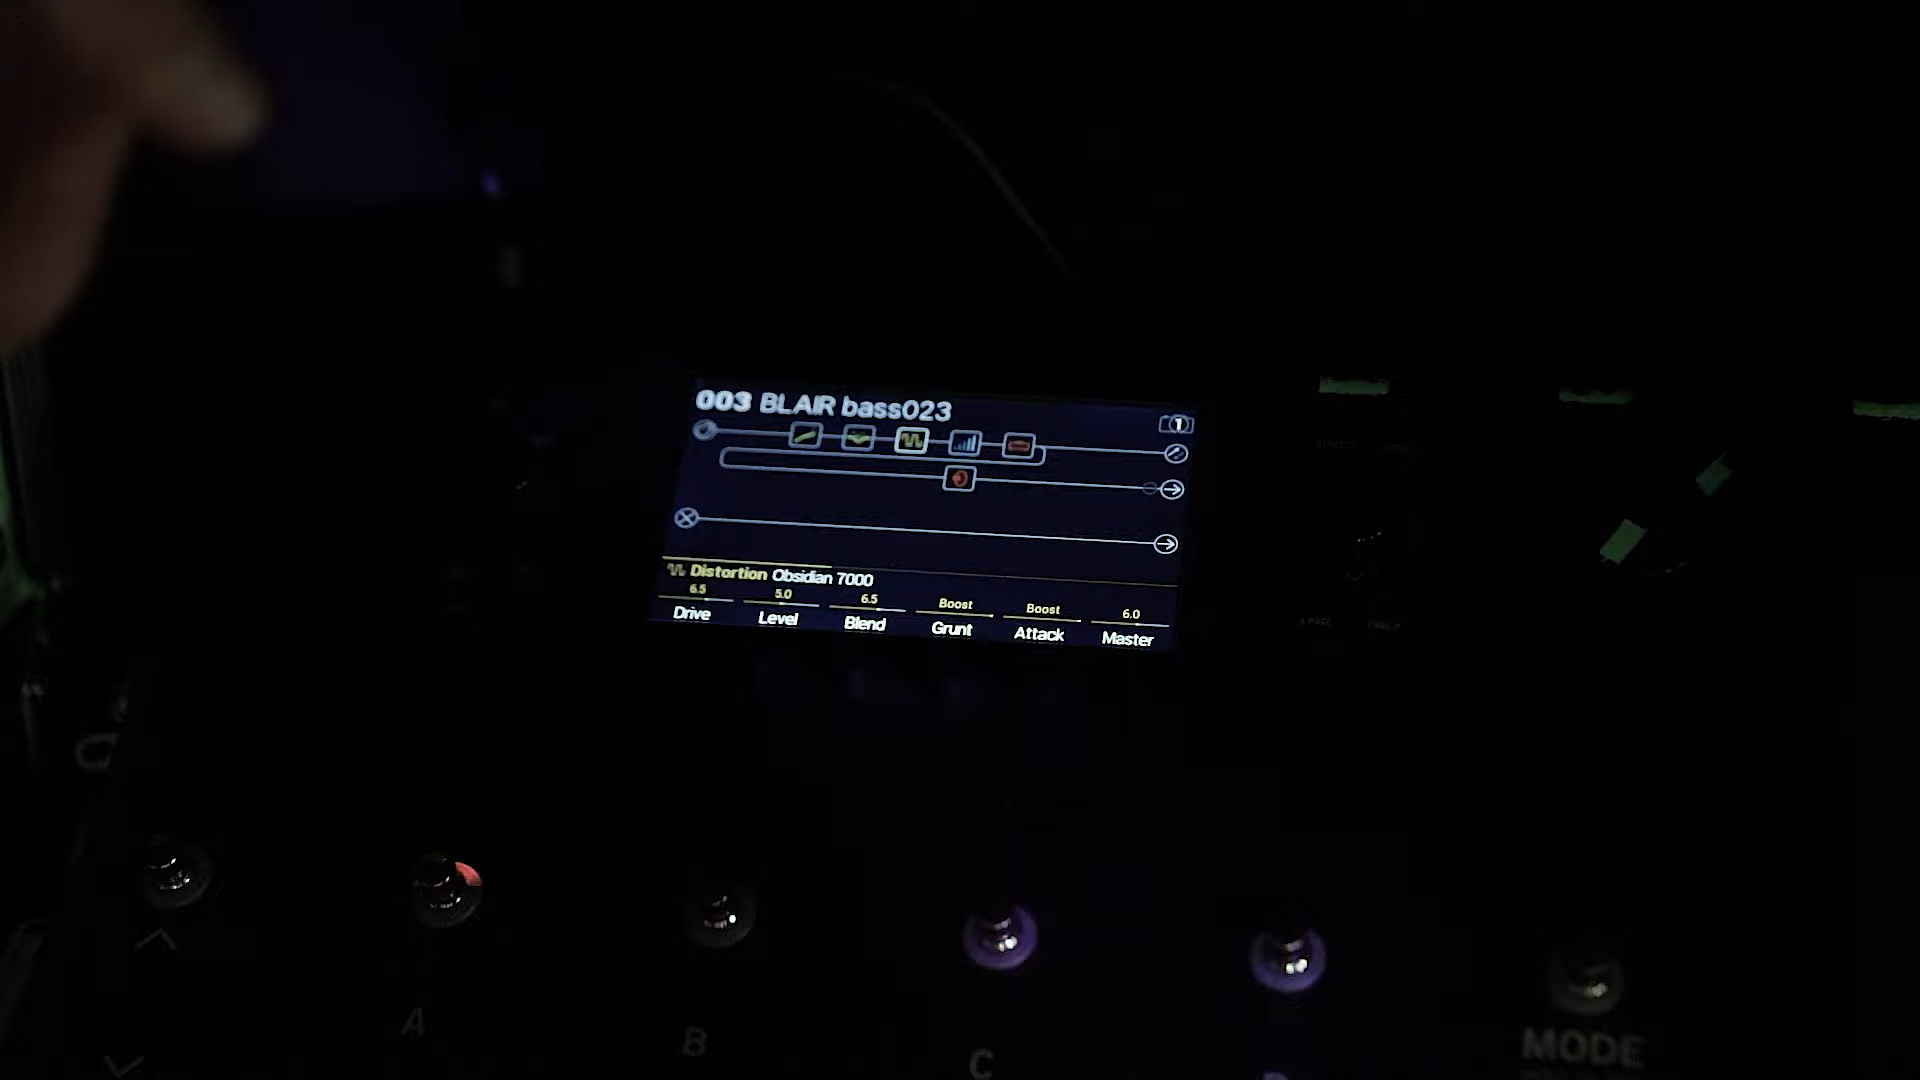 003 BLAIR bass023
1
Distortion Obsidian 7000
6.5 5.0 6.5 Boost Boost 6.0
Drive Level Blend Grunt Attack Master
A B C
MODE